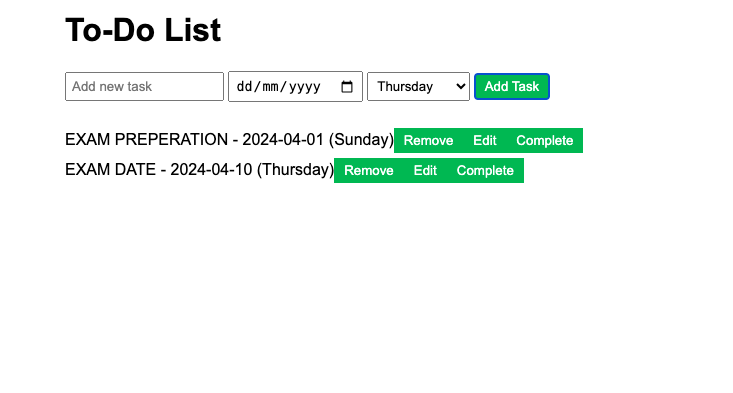 To-Do List
Add new task dd/mm/yyyy Thursday Add Task
EXAM PREPERATION - 2024-04-01 (Sunday) Remove Edit Complete
EXAM DATE - 2024-04-10 (Thursday) Remove Edit Complete